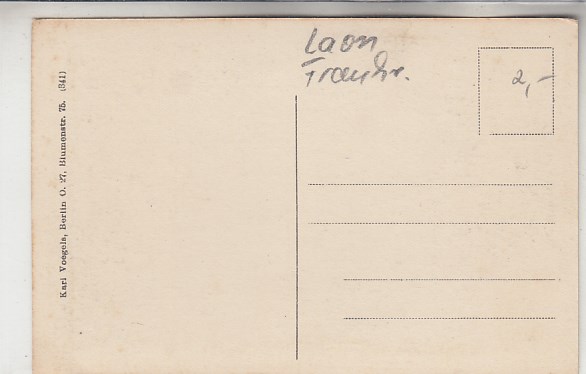 Laon
Frankr.
2,-
Karl Voegels, Berlin O. 27, Blumenstr. 75. (341)